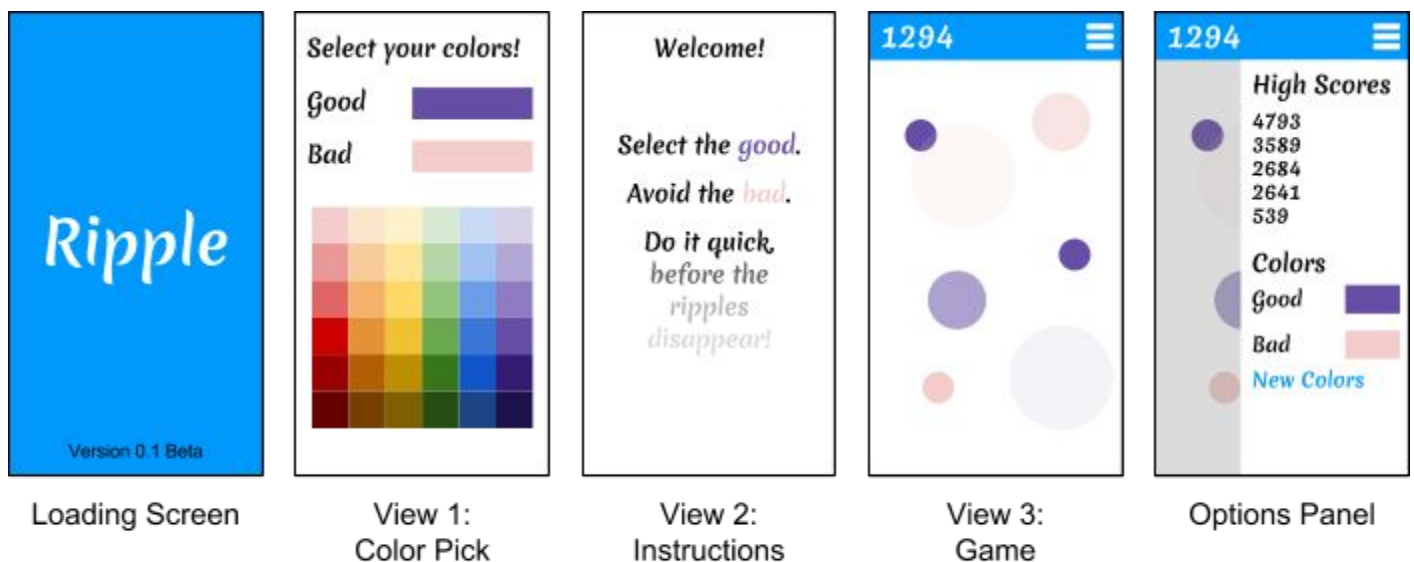 Ripple
Version 0.1 Beta
Loading Screen
Select your colors!
Good
Bad
View 1:
Color Pick
Welcome!
Select the good.
Avoid the bad.
Do it quick,
before the
ripples
disappear!
View 2:
Instructions
1294
View 3:
Game
1294
High Scores
4793
3589
2684
2641
539
Colors
Good
Bad
New Colors
Options Panel